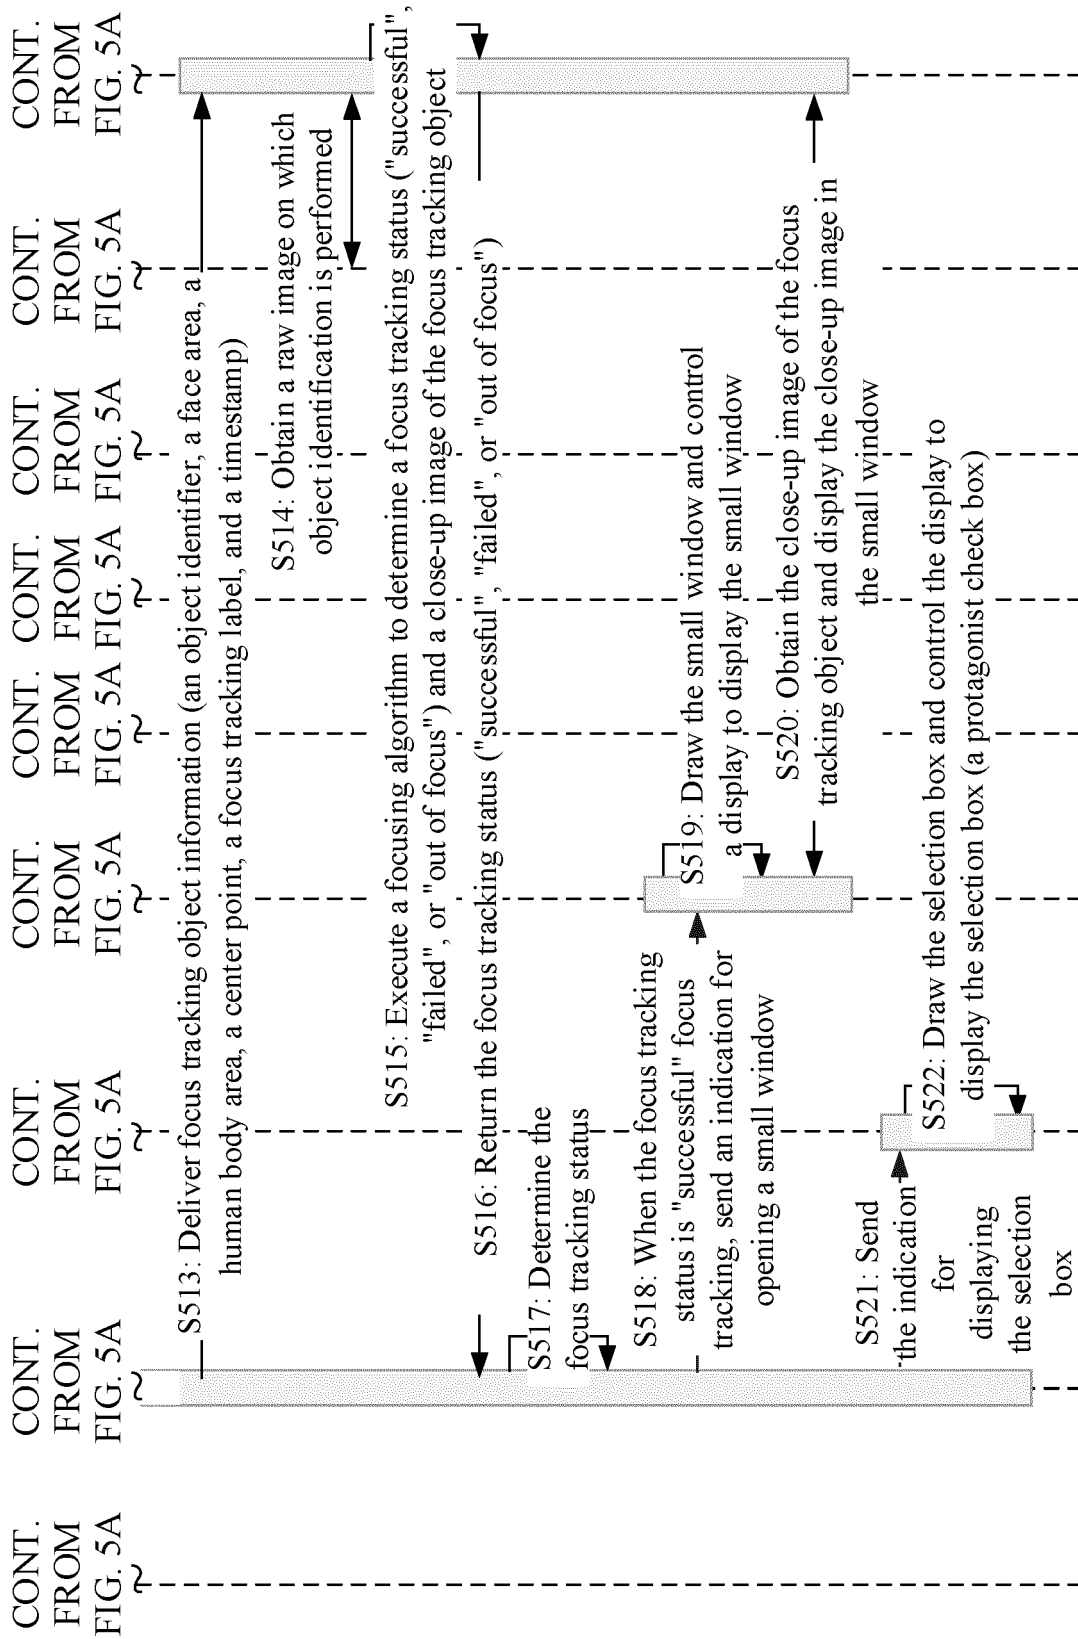 CONT.
FROM
FIG. 5A
CONT.
FROM
FIG. 5A
CONT.
FROM
FIG. 5A
CONT.
FROM
FIG. 5A
CONT.
FROM
FIG. 5A
CONT.
FROM
FIG. 5A
CONT.
FROM
FIG. 5A
CONT.
FROM
FIG. 5A
CONT.
FROM
FIG. 5A
S513: Deliver focus tracking object information (an object identifier, a face area, a
human body area, a center point, a focus tracking label, and a timestamp)
S514: Obtain a raw image on which
object identification is performed
S515: Execute a focusing algorithm to determine a focus tracking status ("successful",
"failed", or "out of focus") and a close-up image of the focus tracking object
S516: Return the focus tracking status ("successful", "failed", or "out of focus")
S517: Determine the
focus tracking status
S518: When the focus tracking
status is "successful" focus
tracking, send an indication for
opening a small window
S519: Draw the small window and control
a display to display the small window
S520: Obtain the close-up image of the focus
tracking object and display the close-up image in
the small window
S521: Send
the indication
for
displaying
the selection
box
S522: Draw the selection box and control the display to
display the selection box (a protagonist check box)